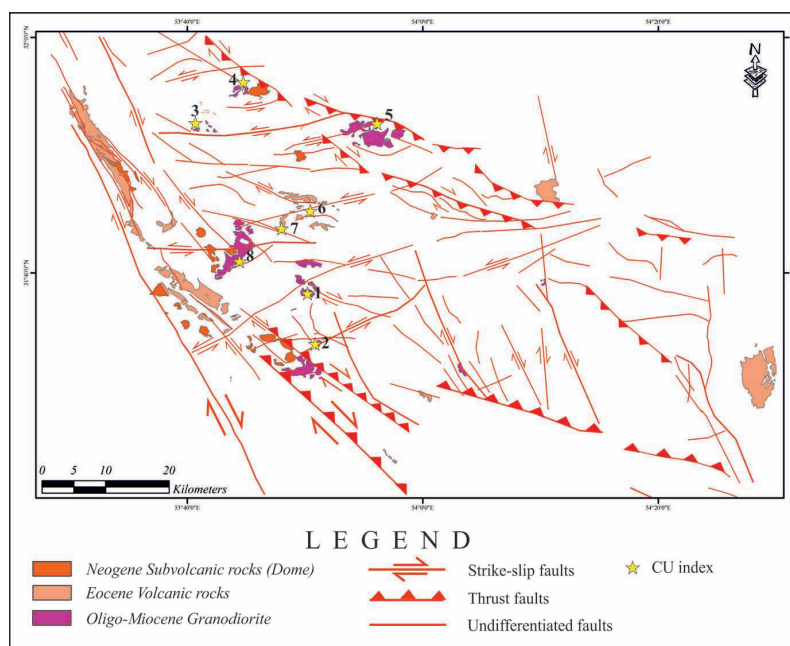 53°40'0"E 54°0'0"E 54°20'0"E
32°0'0"
N
4
3
5
6
7
8
31°40'0"
1
2
0 5 10 20
Kilometers
53°40'0"E 54°0'0"E 54°20'0"E
LEGEND
Neogene Subvolcanic rocks (Dome)
Eocene Volcanic rocks
Oligo-Miocene Granodiorite
Strike-slip faults
Thrust faults
Undifferentiated faults
CU index